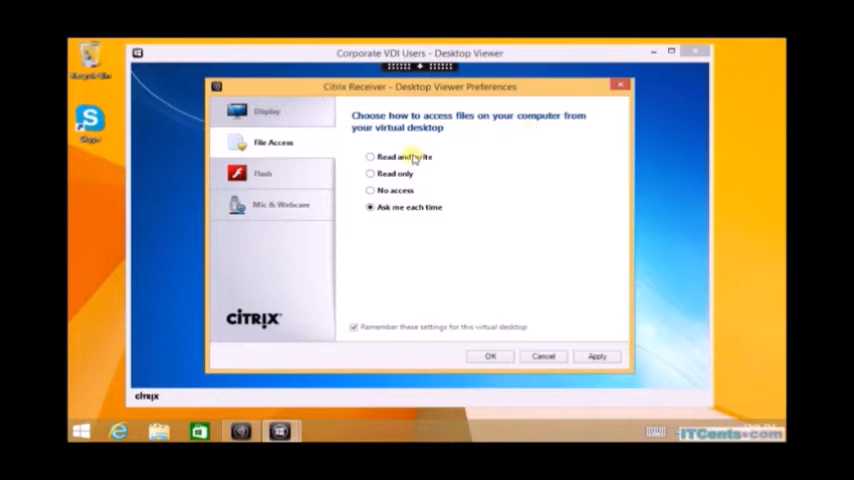 Corporate VDI Users - Desktop Viewer
Citrix Receiver - Desktop Viewer Preferences
Display
File Access
Flash
Mic & Webcam
Choose how to access files on your computer from
your virtual desktop
Read and write
Read only
No access
Ask me each time
Remember these settings for this virtual desktop
CITRIX
OK
Cancel
Apply
Skype
CITRIX
ITCents.com